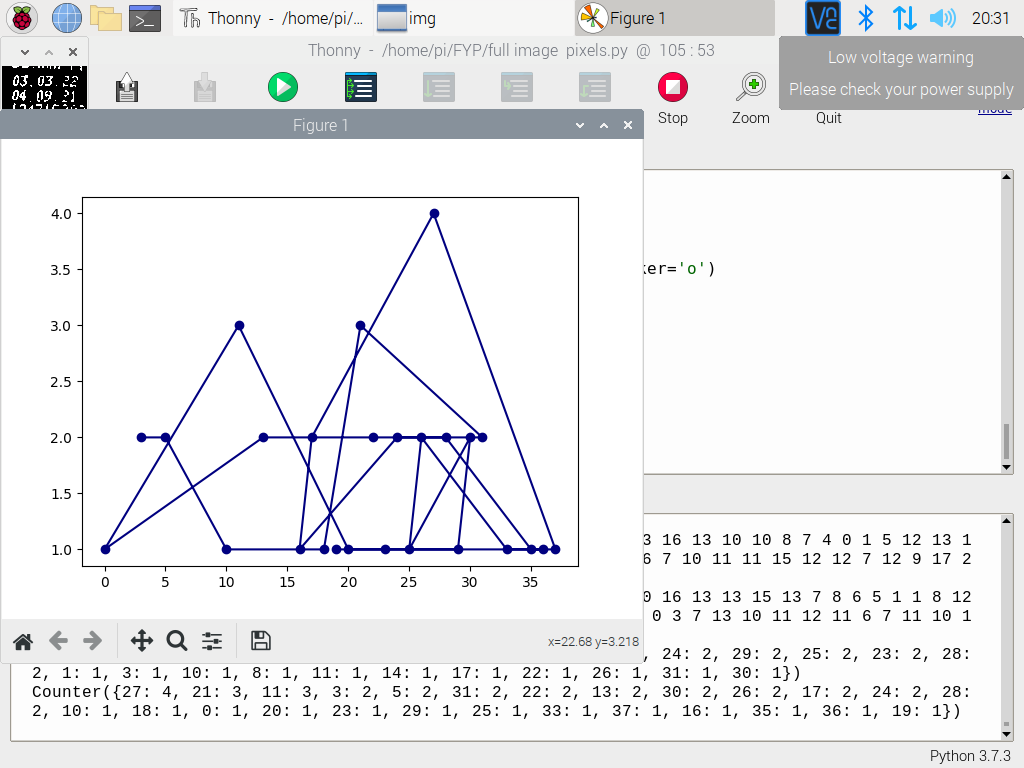 Thonny - /home/pi/...
img
Figure 1
20:31
Thonny - /home/pi/FYP/full image pixels.py @ 105 : 53
Low voltage warning
Please check your power supply
03.03.22
04 09.21
Stop
Zoom
Quit
mode
Figure 1
4.0
3.5
3.0
2.5
2.0
1.5
1.0
0
5
10
15
20
25
30
35
x=22.68 y=3.218
ker='o')
3 16 13 10 10 8 7 4 0 1 5 12 13 1
6 7 10 11 11 15 12 12 7 12 9 17 2
0 16 13 13 15 13 7 8 6 5 1 1 8 12
0 3 7 13 10 11 12 11 6 7 11 10 1
, 24: 2, 29: 2, 25: 2, 23: 2, 28:
2, 1: 1, 3: 1, 10: 1, 8: 1, 11: 1, 14: 1, 17: 1, 22: 1, 26: 1, 31: 1, 30: 1})
Counter({27: 4, 21: 3, 11: 3, 3: 2, 5: 2, 31: 2, 22: 2, 13: 2, 30: 2, 26: 2, 17: 2, 24: 2, 28:
2, 10: 1, 18: 1, 0: 1, 20: 1, 23: 1, 29: 1, 25: 1, 33: 1, 37: 1, 16: 1, 35: 1, 36: 1, 19: 1})
Python 3.7.3